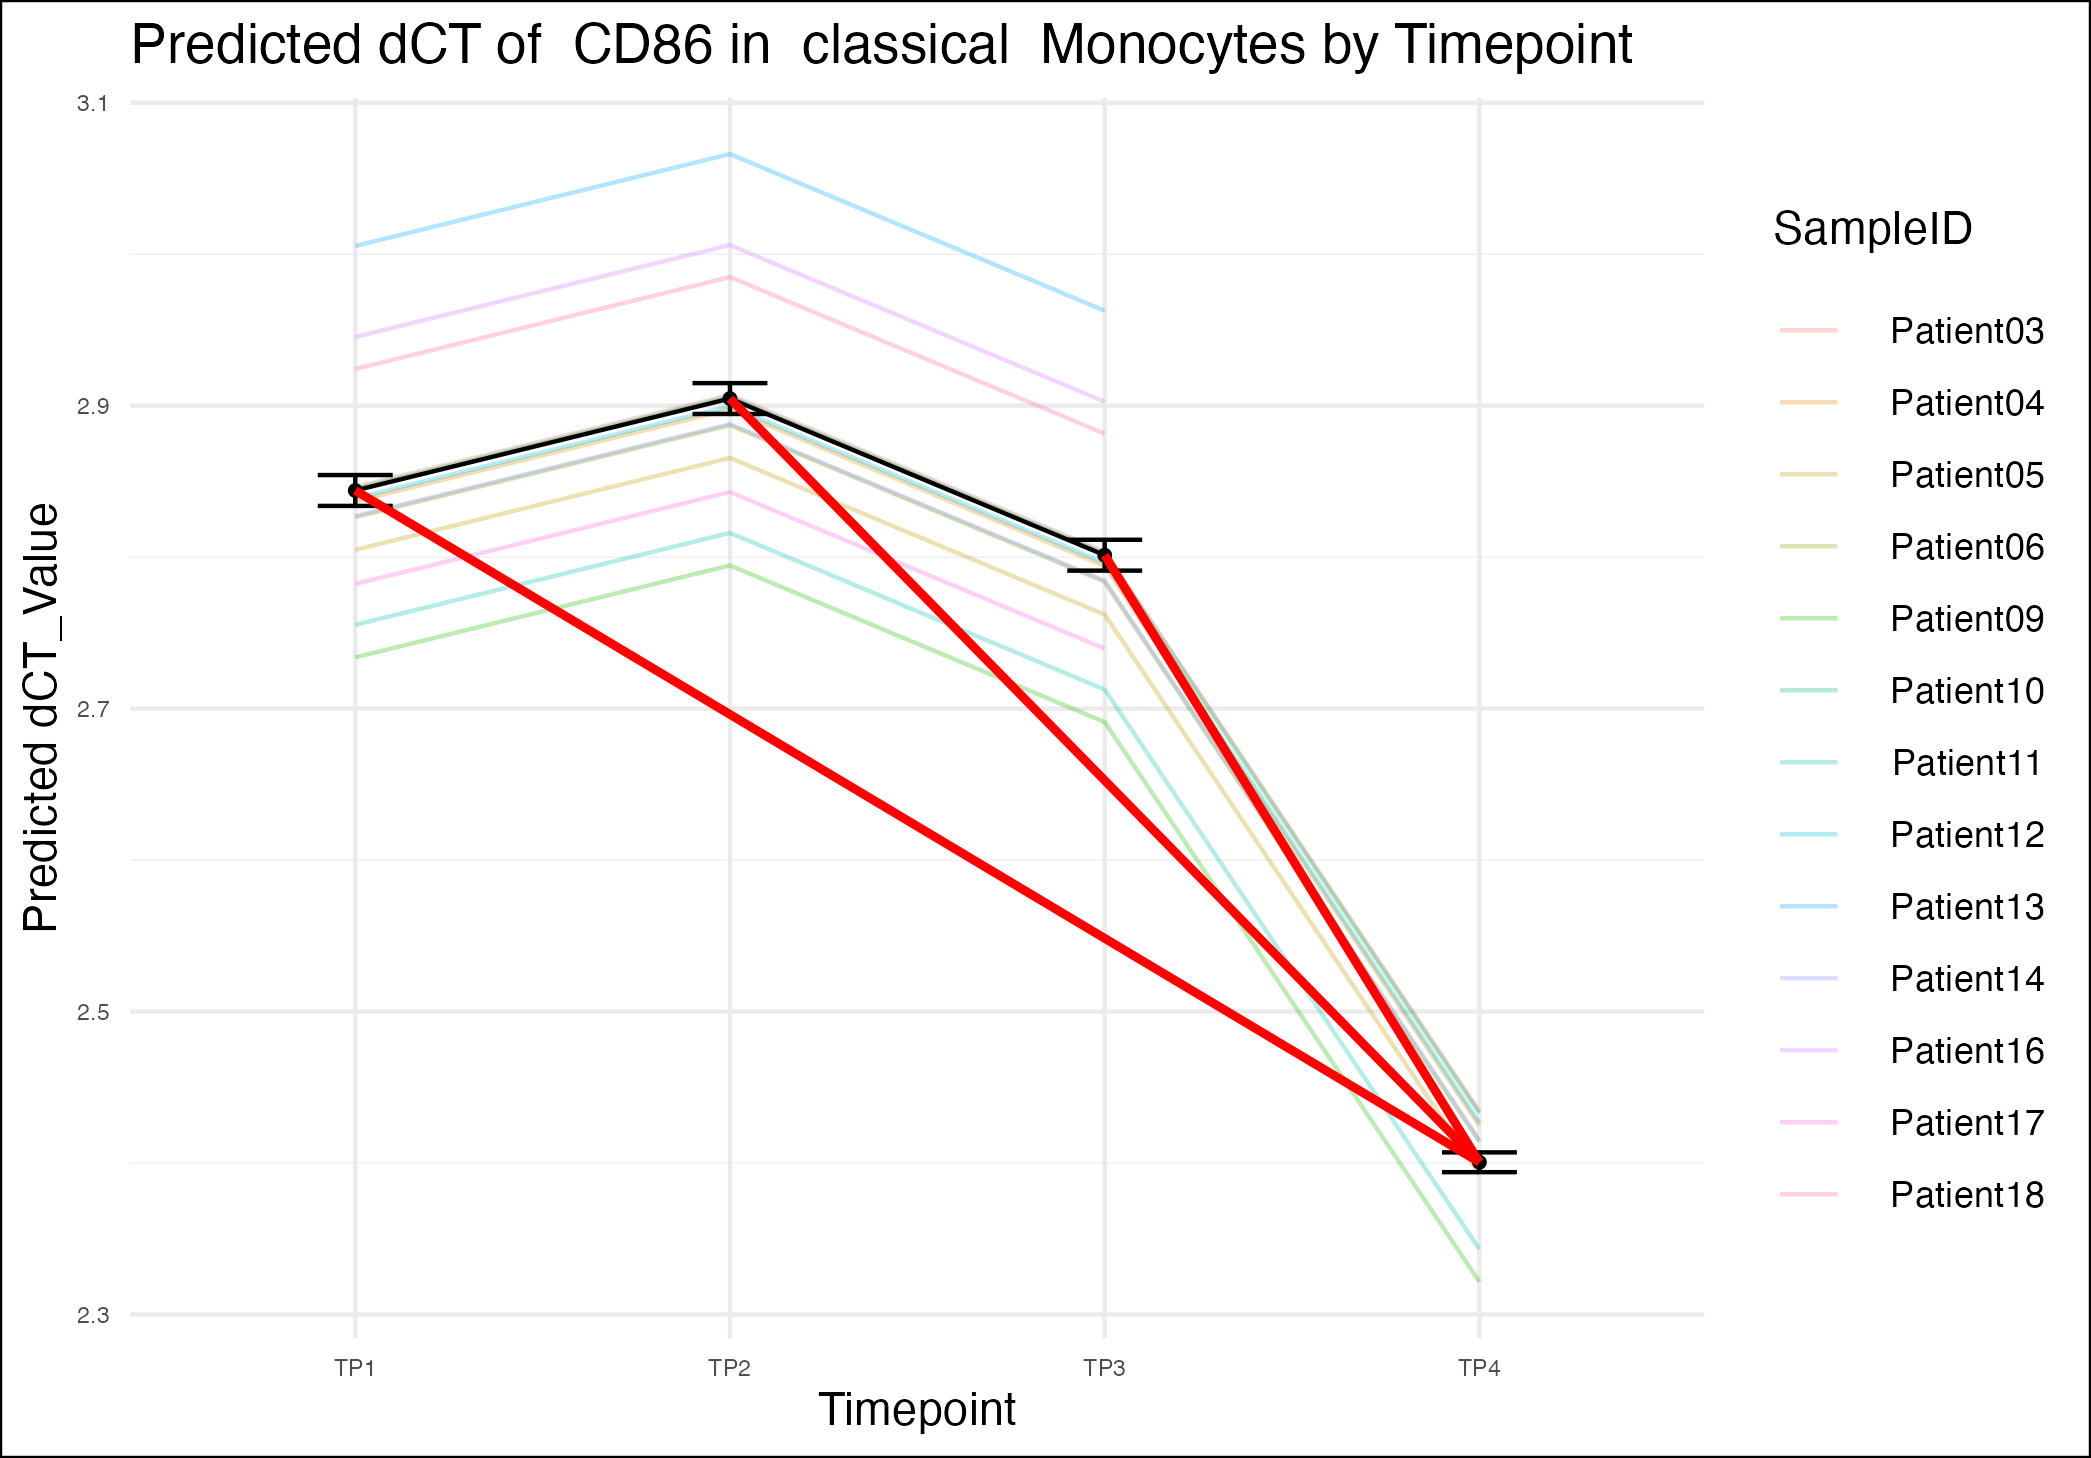 Predicted dCT of  CD86 in  classical  Monocytes by Timepoint
3.1
2.9
2.7
2.5
2.3
Predicted dCT_Value
TP1 TP2 TP3 TP4
Timepoint
SampleID
Patient03
Patient04
Patient05
Patient06
Patient09
Patient10
Patient11
Patient12
Patient13
Patient14
Patient16
Patient17
Patient18